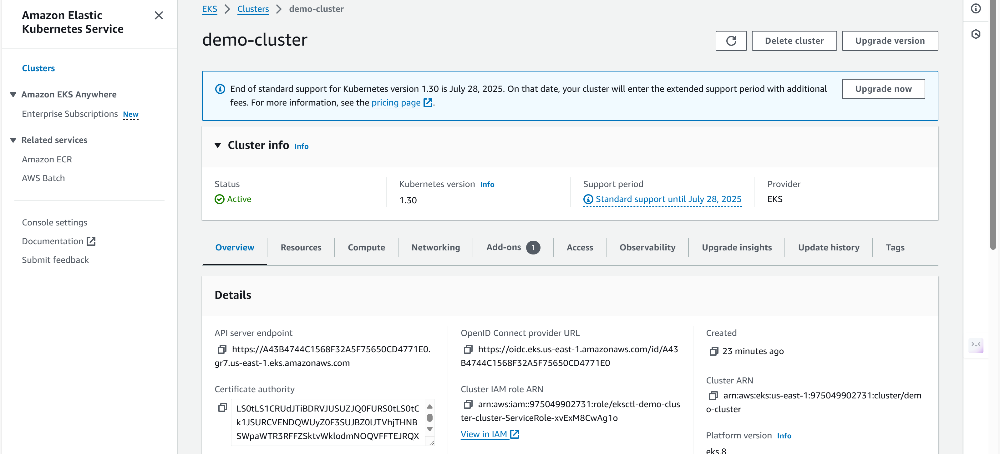 Amazon Elastic
Kubernetes Service
Clusters
Amazon EKS Anywhere
Enterprise Subscriptions New
Related services
Amazon ECR
AWS Batch
Console settings
Documentation
Submit feedback
EKS Clusters demo-cluster
demo-cluster
Delete cluster
Upgrade version
End of standard support for Kubernetes version 1.30 is July 28, 2025. On that date, your cluster will enter the extended support period with additional
fees. For more information, see the pricing page.
Upgrade now
Cluster info Info
Status
Active
Kubernetes version Info
1.30
Support period
Standard support until July 28, 2025
Provider
EKS
Overview Resources Compute Networking Add-ons 1 Access Observability Upgrade insights Update history Tags
Details
API server endpoint
https://A43B4744C1568F32A5F75650CD4771E0.
gr7.us-east-1.eks.amazonaws.com
Certificate authority
LS0tLS1CRUdJTiBDRVJUSUZJQ0FURS0tLS0tC
k1JSURCVENDQWUyZ0F3SUJBZ0lJTVhjTHNB
SWpaWTR3RFFZSktvWklodmNOQVFFTEJRQX
OpenID Connect provider URL
https://oidc.eks.us-east-1.amazonaws.com/id/A43
B4744C1568F32A5F75650CD4771E0
Cluster IAM role ARN
arn:aws:iam::975049902731:role/eksctl-demo-clus
ter-cluster-ServiceRole-xvExM8CwAg1o
View in IAM
Created
23 minutes ago
Cluster ARN
arn:aws:eks:us-east-1:975049902731:cluster/dem
o-cluster
Platform version Info
eks.8